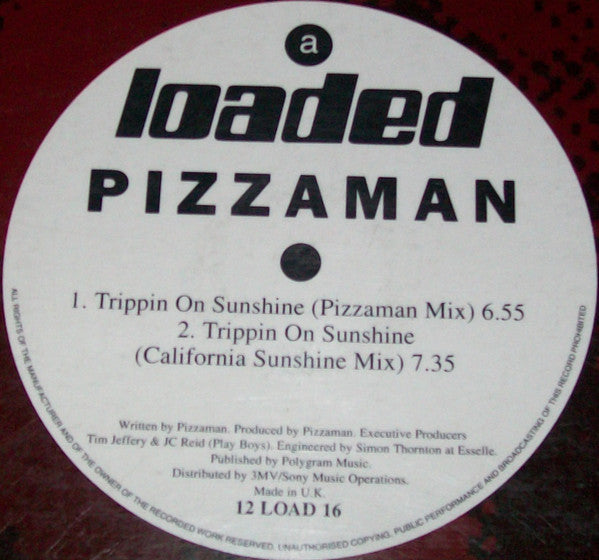 a
loaded
PIZZAMAN
1. Trippin On Sunshine (Pizzaman Mix) 6.55
2. Trippin On Sunshine
(California Sunshine Mix) 7.35
Written by Pizzaman. Produced by Pizzaman. Executive Producers
Tim Jeffery & JC Reid (Play Boys). Engineered by Simon Thornton at Esselle.
Published by Polygram Music.
Distributed by 3MV/Sony Music Operations.
Made in U.K.
12 LOAD 16
ALL RIGHTS OF THE MANUFACTURER AND OF THE OWNER OF THE RECORDED WORK RESERVED. UNAUTHORISED COPYING, PUBLIC PERFORMANCE AND BROADCASTING OF THIS RECORD PROHIBITED